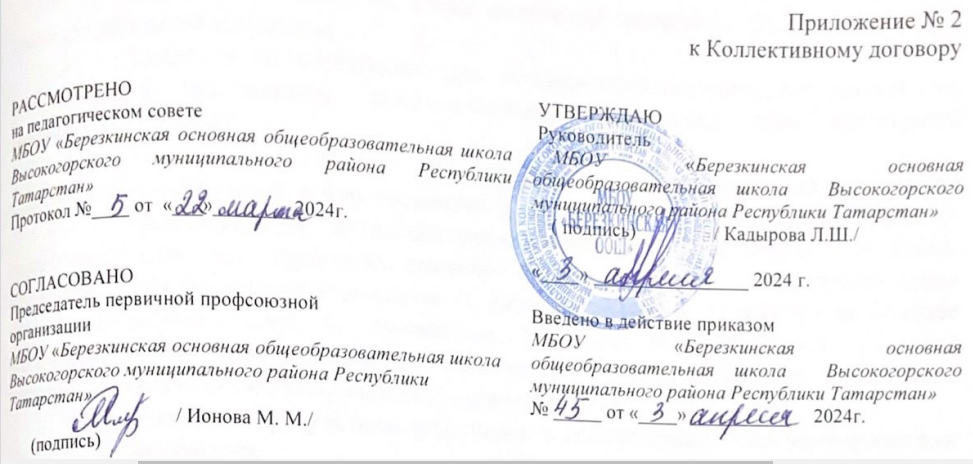 Приложение № 2
к Коллективному договору
РАССМОТРЕНО
на педагогическом совете
МБОУ «Березкинская основная общеобразовательная школа
Высокогорского муниципального района Республики
Татарстан»
Протокол № 5 от «22» марта 2024г.
УТВЕРЖДАЮ
Руководитель
МБОУ «Березкинская основная
общеобразовательная школа Высокогорского
муниципального района Республики Татарстан»
( подпись) / Кадырова Л.Ш./
« 3 » апреля 2024 г.
МБОУ
«БЕРЕЗКИНСКАЯ
ООШ»
СОГЛАСОВАНО
Председатель первичной профсоюзной
организации
МБОУ «Березкинская основная общеобразовательная школа
Высокогорского муниципального района Республики
Татарстан»
/ Ионова М. М./
(подпись)
Введено в действие приказом
МБОУ «Березкинская основная
общеобразовательная школа Высокогорского
муниципального района Республики Татарстан»
№ 45 от « 3 » апреля 2024г.